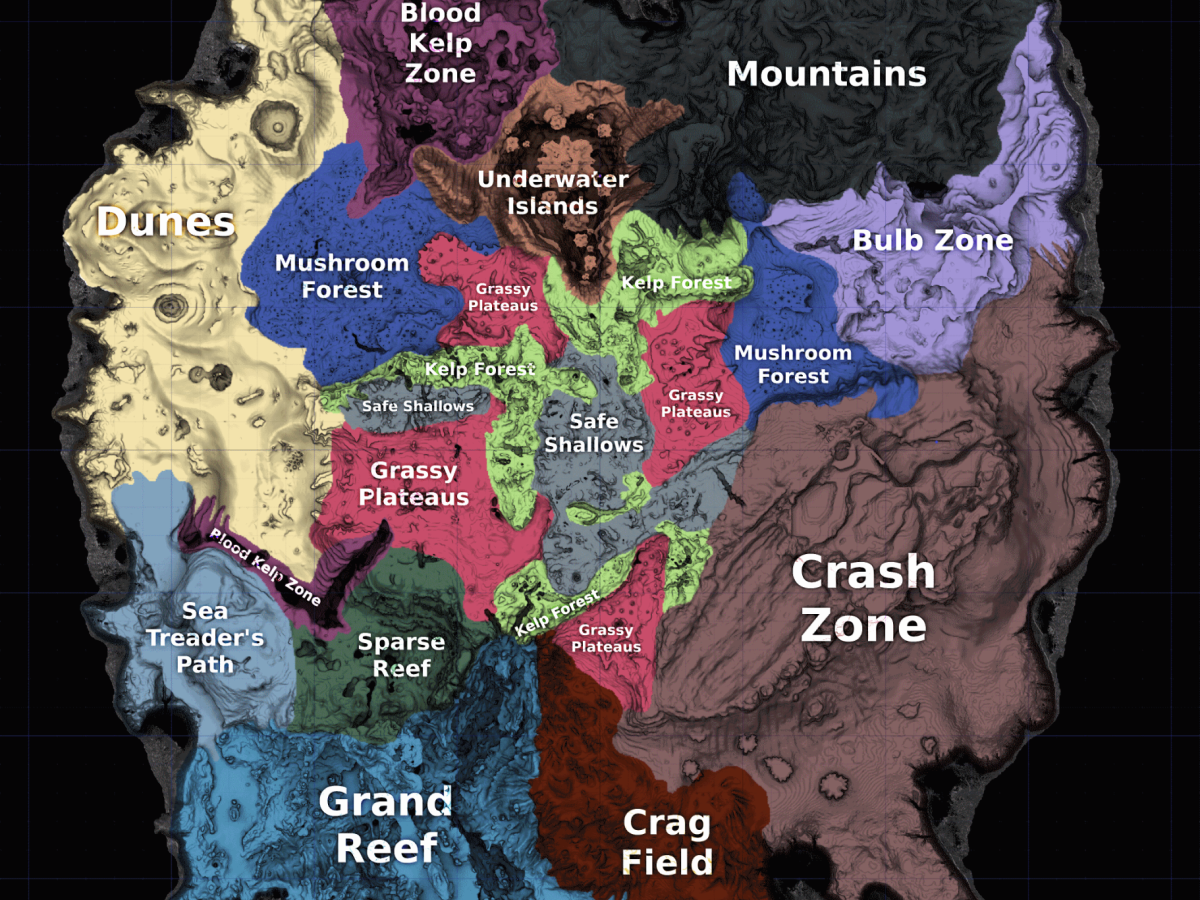 Blood
Kelp
Zone
Mountains
Underwater
Islands
Dunes
Bulb Zone
Mushroom
Forest
Kelp Forest
Grassy
Plateaus
Mushroom
Forest
Kelp Forest
Safe Shallows
Grassy
Plateaus
Safe
Shallows
Grassy
Plateaus
Blood Kelp Zone
Crash
Zone
Sea
Treader's
Path
Kelp Forest
Sparse
Reef
Grassy
Plateaus
Grand
Reef
Crag
Field